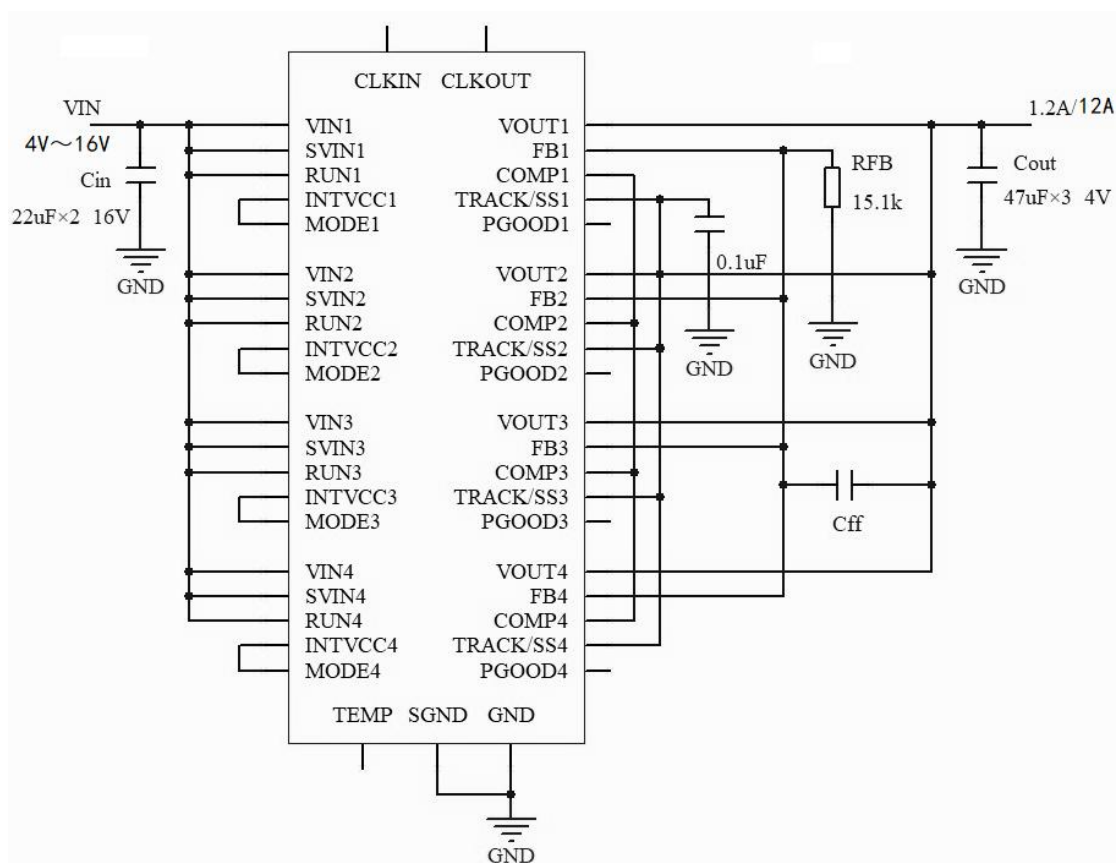 CLKIN CLKOUT
VIN
4V～16V
Cin
22uF×2 16V
GND
VIN1
SVIN1
RUN1
INTVCC1
MODE1
VIN2
SVIN2
RUN2
INTVCC2
MODE2
VIN3
SVIN3
RUN3
INTVCC3
MODE3
VIN4
SVIN4
RUN4
INTVCC4
MODE4
VOUT1
FB1
COMP1
TRACK/SS1
PGOOD1
VOUT2
FB2
COMP2
TRACK/SS2
PGOOD2
VOUT3
FB3
COMP3
TRACK/SS3
PGOOD3
VOUT4
FB4
COMP4
TRACK/SS4
PGOOD4
TEMP SGND GND
GND
0.1uF
GND
RFB
15.1k
GND
1.2A/12A
Cout
47uF×3 4V
GND
Cff